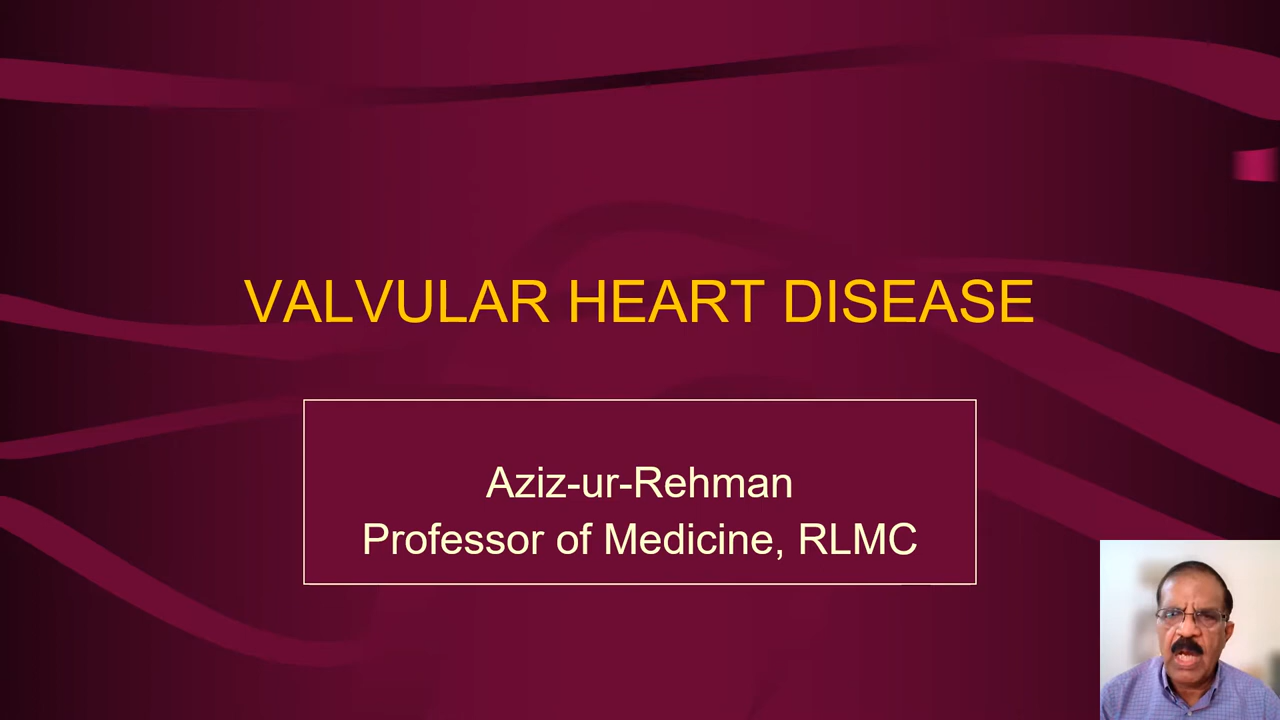 VALVULAR HEART DISEASE
Aziz-ur-Rehman
Professor of Medicine, RLMC